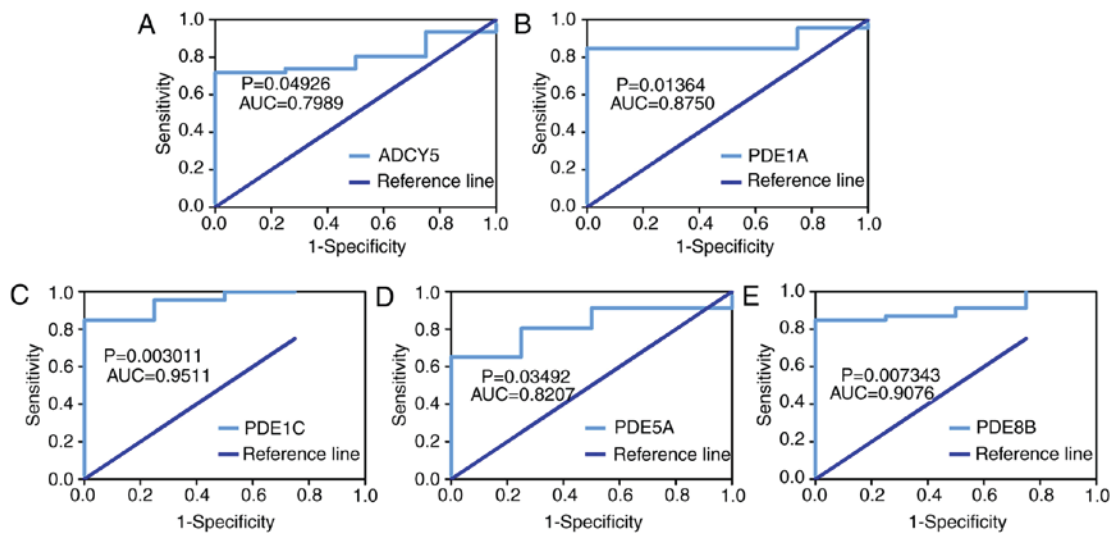 A
Sensitivity
1.0
0.8
0.6
0.4
0.2
0.0
P=0.04926
AUC=0.7989
ADCY5
Reference line
0.0 0.2 0.4 0.6 0.8 1.0
1-Specificity
B
Sensitivity
1.0
0.8
0.6
0.4
0.2
0.0
P=0.01364
AUC=0.8750
PDE1A
Reference line
0.0 0.2 0.4 0.6 0.8 1.0
1-Specificity
C
Sensitivity
1.0
0.8
0.6
0.4
0.2
0.0
P=0.003011
AUC=0.9511
PDE1C
Reference line
0.0 0.2 0.4 0.6 0.8 1.0
1-Specificity
D
Sensitivity
1.0
0.8
0.6
0.4
0.2
0.0
P=0.03492
AUC=0.8207
PDE5A
Reference line
0.0 0.2 0.4 0.6 0.8 1.0
1-Specificity
E
Sensitivity
1.0
0.8
0.6
0.4
0.2
0.0
P=0.007343
AUC=0.9076
PDE8B
Reference line
0.0 0.2 0.4 0.6 0.8 1.0
1-Specificity